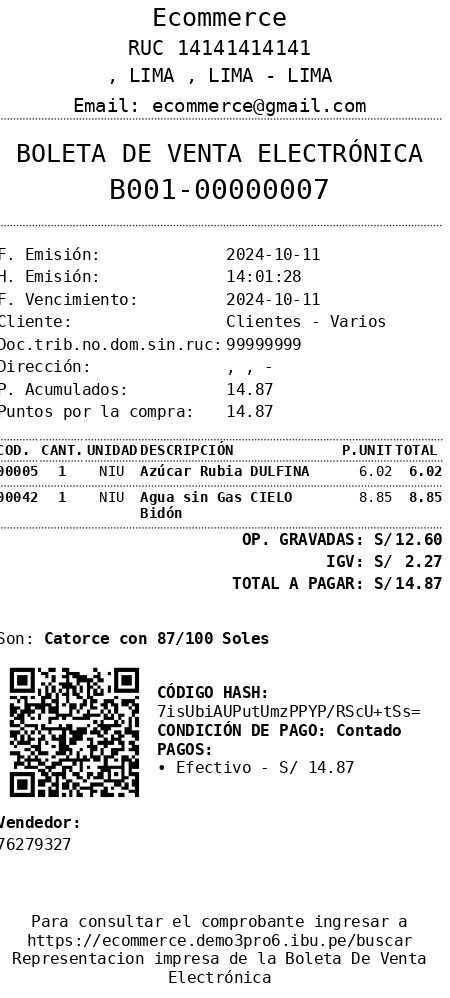 Ecommerce
RUC 14141414141
, LIMA , LIMA - LIMA
Email: ecommerce@gmail.com
BOLETA DE VENTA ELECTRÓNICA
B001-00000007
F. Emisión: 2024-10-11
H. Emisión: 14:01:28
F. Vencimiento: 2024-10-11
Cliente: Clientes - Varios
Doc.trib.no.dom.sin.ruc: 99999999
Dirección: , , -
P. Acumulados: 14.87
Puntos por la compra: 14.87
COD. CANT. UNIDAD DESCRIPCIÓN P.UNIT TOTAL
00005 1 NIU Azúcar Rubia DULFINA 6.02 6.02
00042 1 NIU Agua sin Gas CIELO 8.85 8.85
Bidón
OP. GRAVADAS: S/ 12.60
IGV: S/ 2.27
TOTAL A PAGAR: S/ 14.87
Son: Catorce con 87/100 Soles
CÓDIGO HASH:
7isUbiAUPutUmzPPYP/RScU+tSs=
CONDICIÓN DE PAGO: Contado
PAGOS:
• Efectivo - S/ 14.87
Vendedor:
76279327
Para consultar el comprobante ingresar a
https://ecommerce.demo3pro6.ibu.pe/buscar
Representacion impresa de la Boleta De Venta
Electrónica